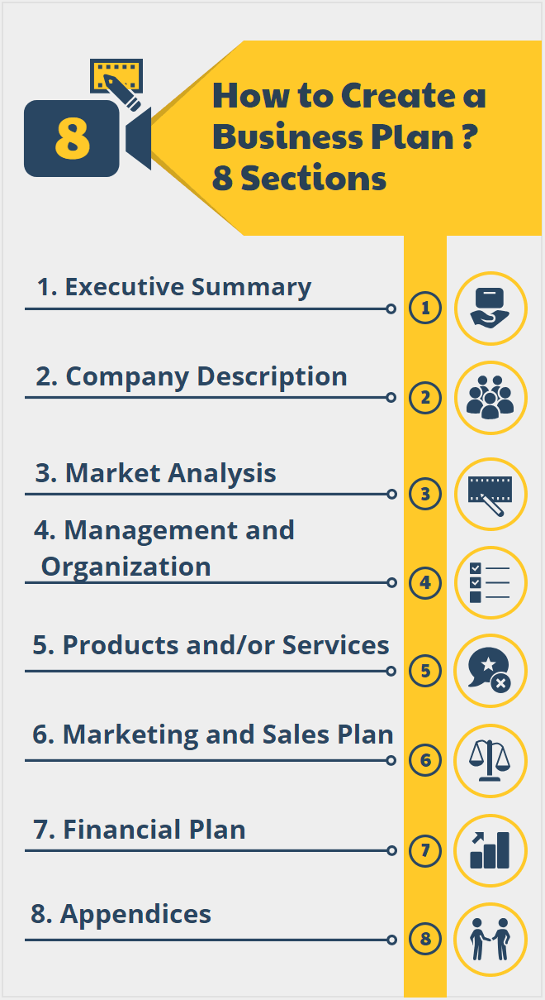 8
How to Create a
Business Plan ?
8 Sections
1. Executive Summary
1
2. Company Description
2
3. Market Analysis
3
4. Management and
Organization
4
5. Products and/or Services
5
6. Marketing and Sales Plan
6
7. Financial Plan
7
8. Appendices
8